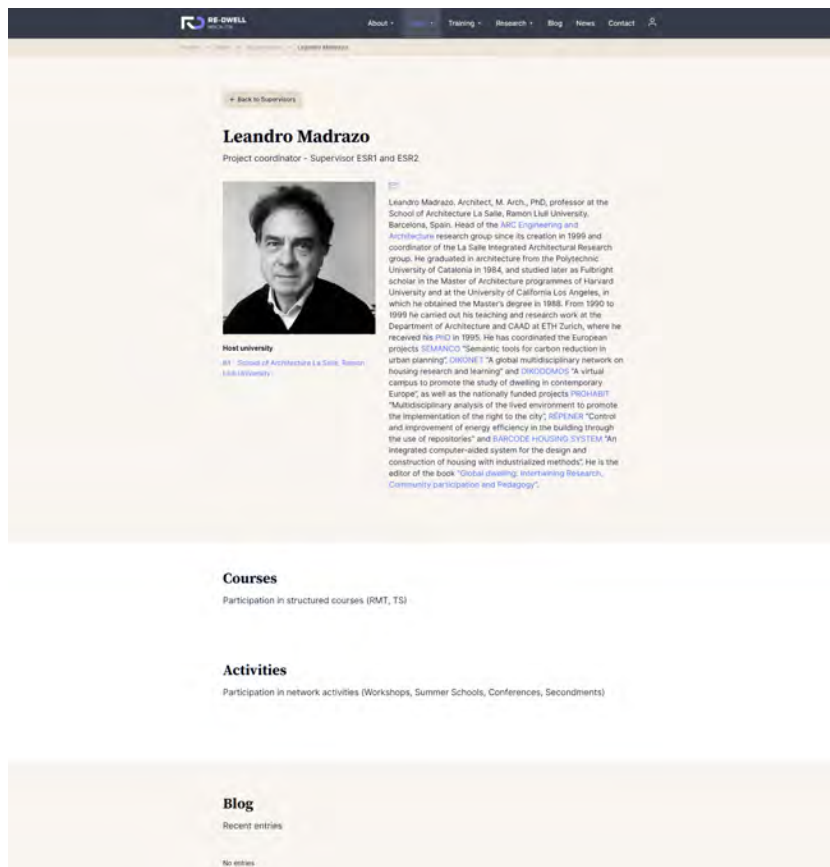 RE-DWELL
About Training Research Blog News Contact
Leandro Madrazo
← Back to Supervisors
Leandro Madrazo
Project coordinator - Supervisor ESR1 and ESR2
Leandro Madrazo. Architect, M. Arch., PhD, professor at the
School of Architecture La Salle, Ramon Llull University,
Barcelona, Spain. Head of the ARC Engineering and
Architecture research group since its creation in 1999 and
coordinator of the La Salle Integrated Architectural Research
group. He graduated in architecture from the Polytechnic
University of Catalonia in 1984, and studied later as Fulbright
scholar in the Master of Architecture programmes of Harvard
University and at the University of California Los Angeles, in
which he obtained the Master's degree in 1988. From 1990 to
1999 he carried out his teaching and research work at the
Department of Architecture and CAAD at ETH Zurich, where he
received his PhD in 1995. He has coordinated the European
projects SEMANCO "Semantic tools for carbon reduction in
urban planning", OIKONET "A global multidisciplinary network on
housing research and learning" and OIKODOMOS "A virtual
campus to promote the study of dwelling in contemporary
Europe", as well as the nationally funded projects PROHABIT
"Multidisciplinary analysis of the lived environment to promote
the implementation of the right to the city", REPENER "Control
and improvement of energy efficiency in the building through
the use of repositories" and BARCODE HOUSING SYSTEM "An
integrated computer-aided system for the design and
construction of housing with industrialized methods". He is the
editor of the book "Global dwelling: Intertwining Research,
Community participation and Pedagogy".
Host university
B1 - School of Architecture La Salle, Ramon
Llull University
Courses
Participation in structured courses (RMT, TS)
Activities
Participation in network activities (Workshops, Summer Schools, Conferences, Secondments)
Blog
Recent entries
No entries